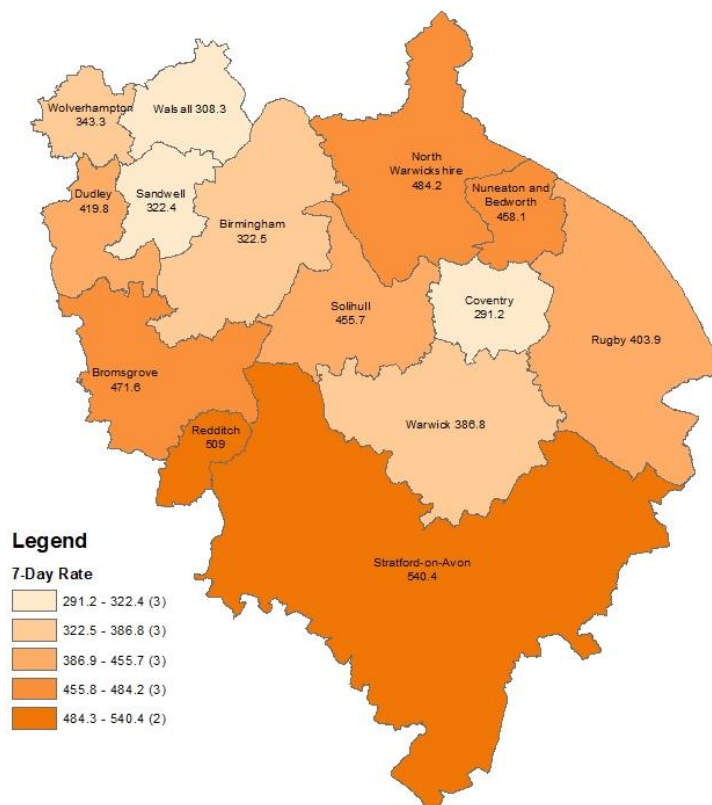 Wolverhampton
343.3
Walsall 308.3
North
Warwickshire
484.2
Nuneaton and
Bedworth
458.1
Dudley
419.8
Sandwell
322.4
Birmingham
322.5
Solihull
455.7
Coventry
291.2
Rugby 403.9
Bromsgrove
471.6
Redditch
509
Warwick 386.8
Stratford-on-Avon
540.4
Legend
7-Day Rate
291.2 - 322.4 (3)
322.5 - 386.8 (3)
386.9 - 455.7 (3)
455.8 - 484.2 (3)
484.3 - 540.4 (2)